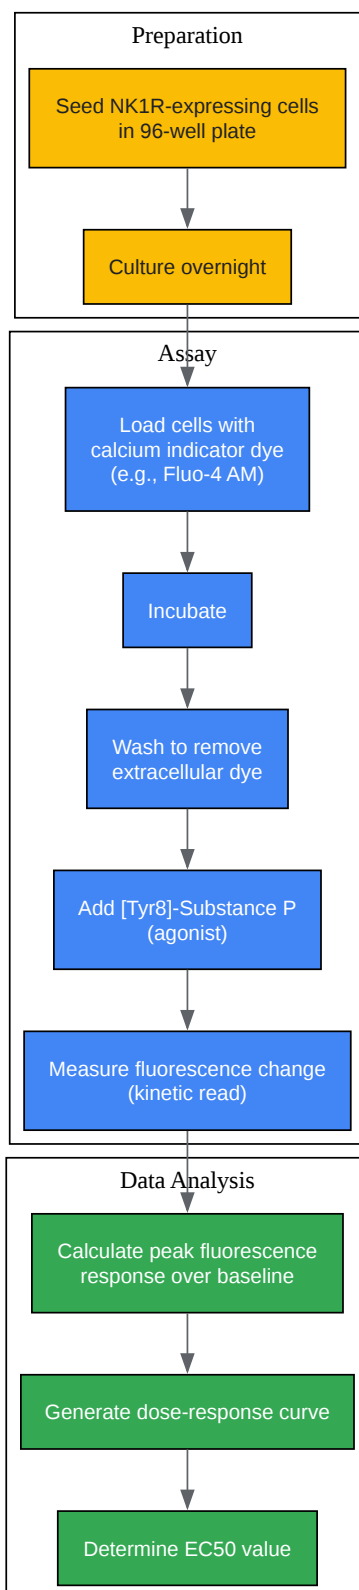 Preparation
Seed NK1R-expressing cells
in 96-well plate
Culture overnight
Assay
Load cells with
calcium indicator dye
(e.g., Fluo-4 AM)
Incubate
Wash to remove
extracellular dye
Add [Tyr8]-Substance P
(agonist)
Measure fluorescence change
(kinetic read)
Data Analysis
Calculate peak fluorescence
response over baseline
Generate dose-response curve
Determine EC50 value